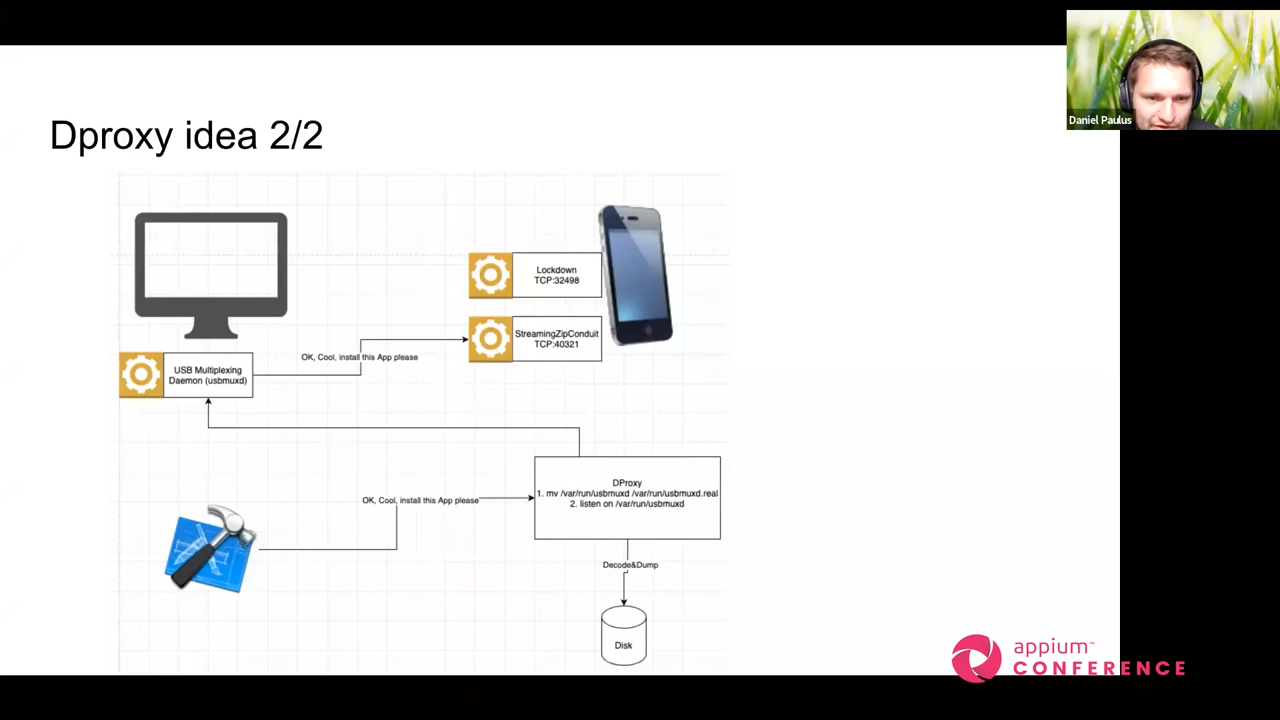 Daniel Paulus
Dproxy idea 2/2
Lockdown
TCP:32498
StreamingZipConduit
TCP:40321
OK, Cool, install this App please
USB Multiplexing
Daemon (usbmuxd)
DProxy
1. mv /var/run/usbmuxd /var/run/usbmuxd.real
2. listen on /var/run/usbmuxd
OK, Cool, install this App please
Decode&Dump
Disk
appium™
CONFERENCE